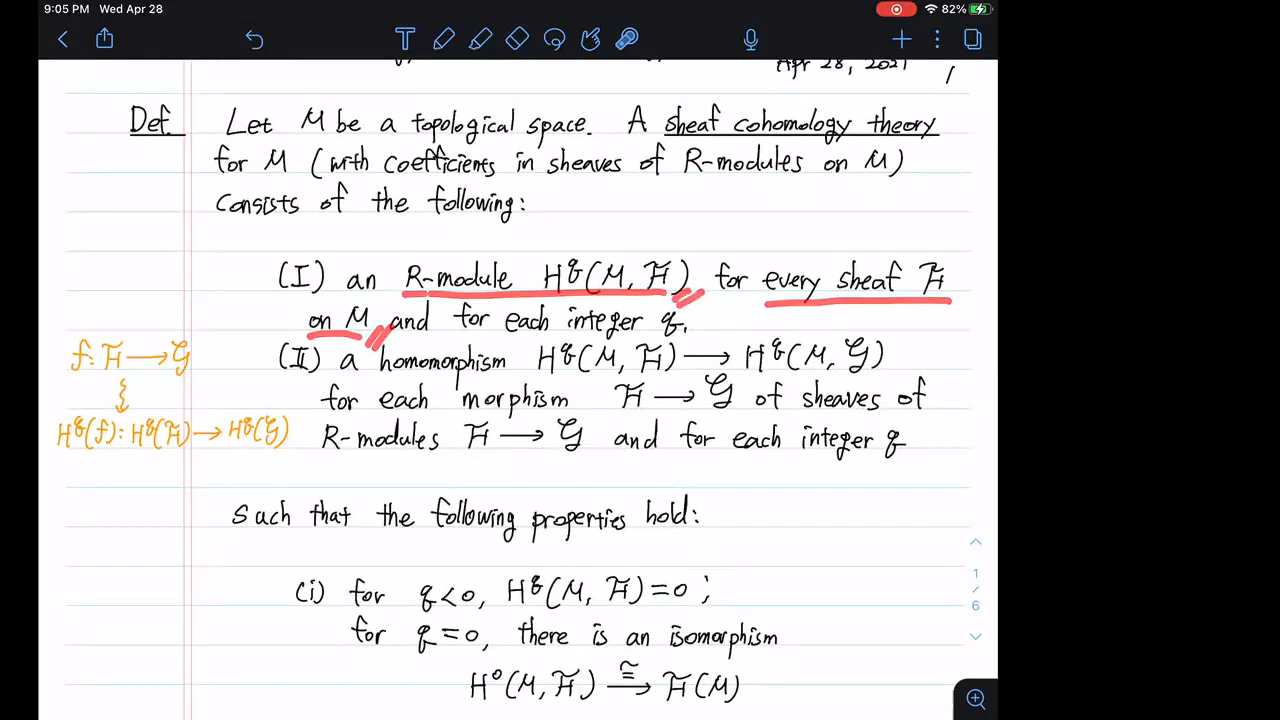 9:05 PM Wed Apr 28
82%
Apr 28, 2021 1
Def. Let M be a topological space. A sheaf cohomology theory
for M (with coefficients in sheaves of R-modules on M)
consists of the following:
(I) an R-module H^q(M, F) for every sheaf F
on M and for each integer q.
(II) a homomorphism H^q(M, F) → H^q(M, G)
f: F → G
for each morphism F → G of sheaves of
H^q(f): H^q(F) → H^q(G)
R-modules F → G and for each integer q
such that the following properties hold:
(i) for q<0, H^q(M, F) = 0 ;
1
/
6
for q=0, there is an isomorphism
H^0(M, F) ≅→ F(M)